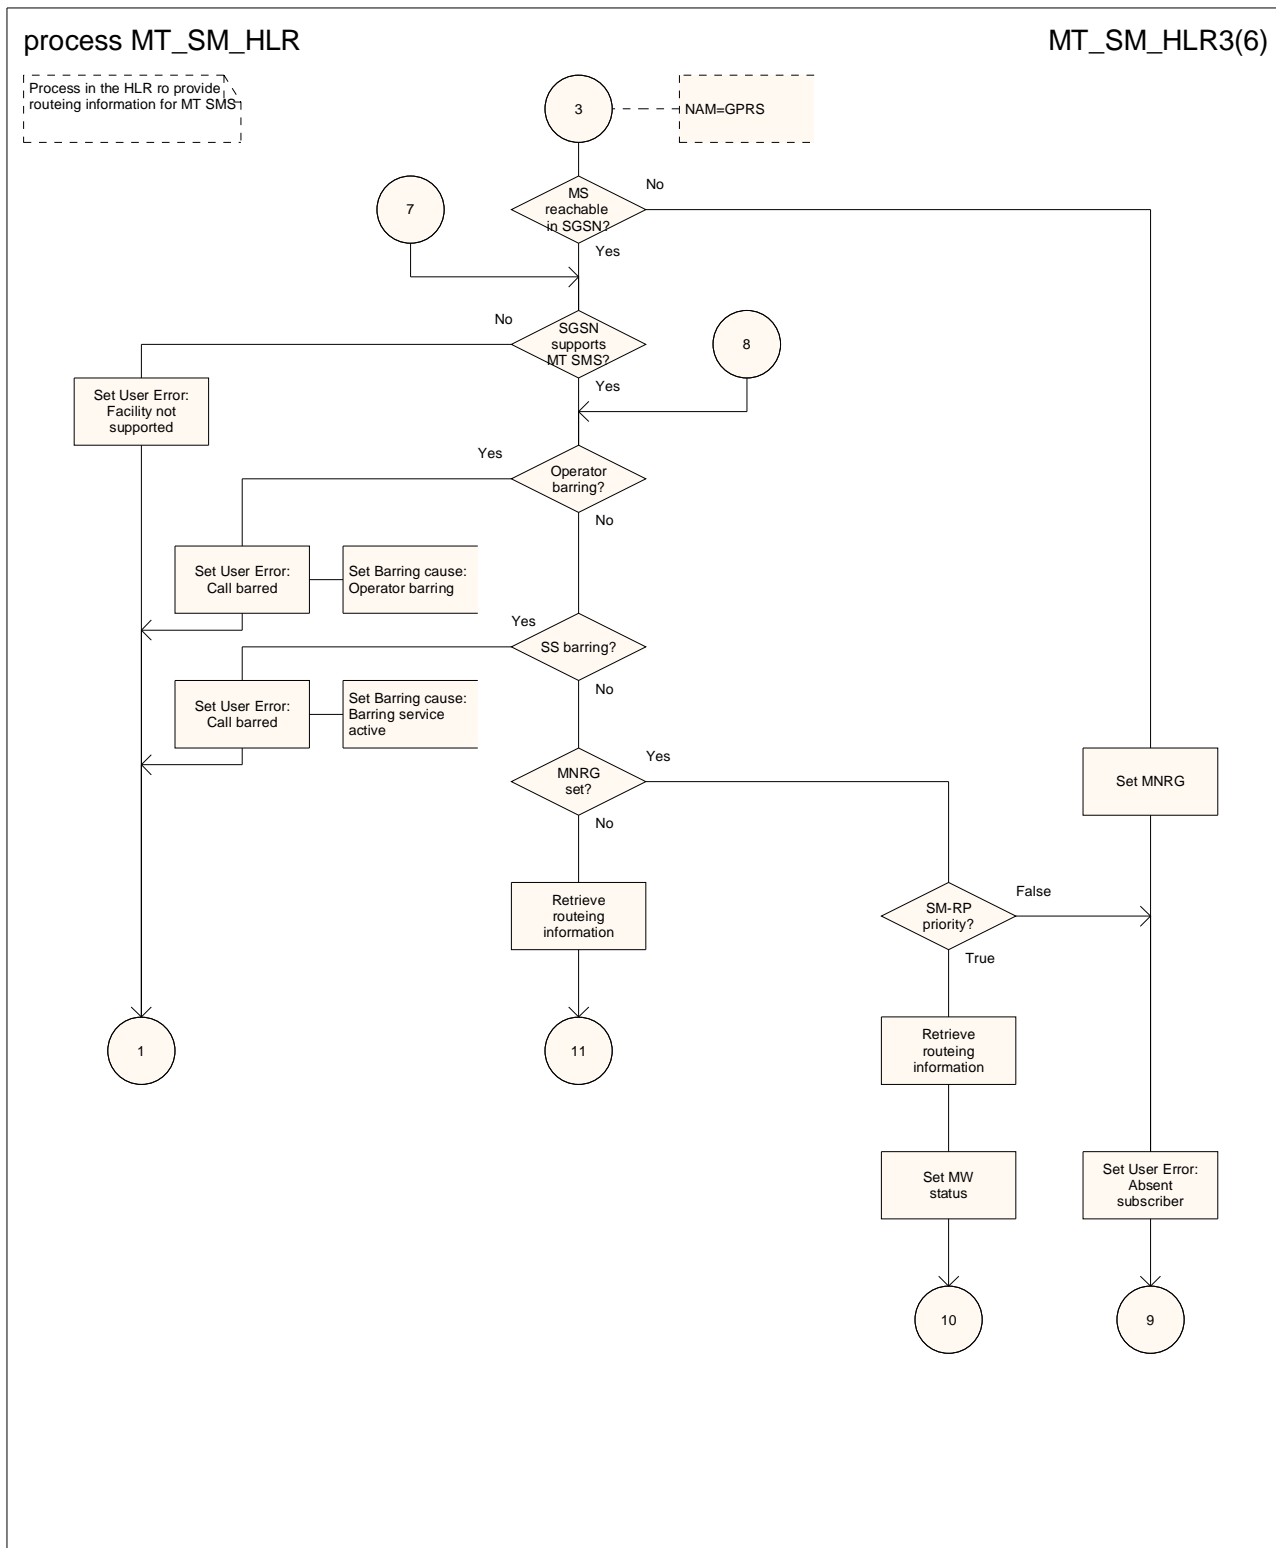 process MT_SM_HLR
MT_SM_HLR3(6)
Process in the HLR ro provide
routeing information for MT SMS
3
NAM=GPRS
MS
reachable
in SGSN?
No
Yes
7
SGSN
supports
MT SMS?
No
Yes
8
Set User Error:
Facility not
supported
Operator
barring?
Yes
No
Set User Error:
Call barred
Set Barring cause:
Operator barring
Yes
SS barring?
No
Set User Error:
Call barred
Set Barring cause:
Barring service
active
MNRG
set?
Yes
No
Set MNRG
Retrieve
routeing
information
SM-RP
priority?
False
True
1
11
Retrieve
routeing
information
Set MW
status
Set User Error:
Absent
subscriber
10
9